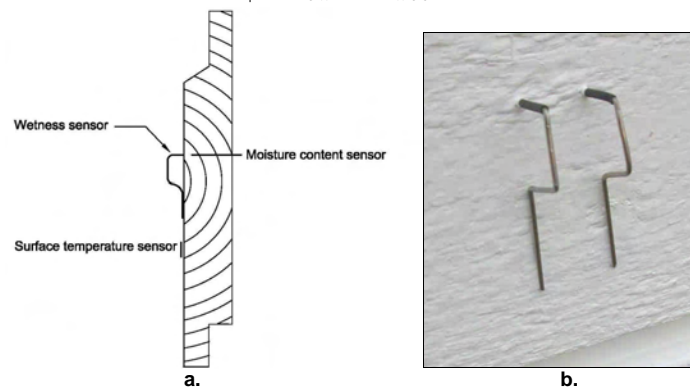 Wetness sensor
Moisture content sensor
Surface temperature sensor
a.
b.